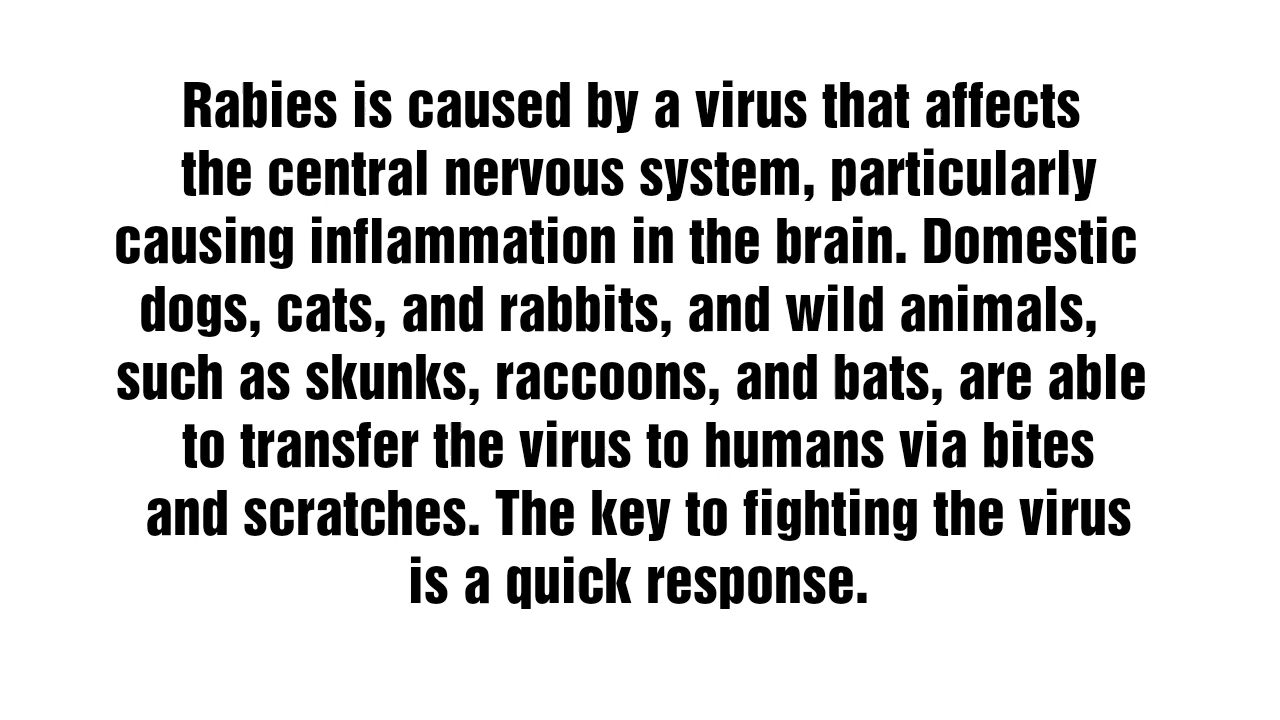 Rabies is caused by a virus that affects
the central nervous system, particularly
causing inflammation in the brain. Domestic
dogs, cats, and rabbits, and wild animals,
such as skunks, raccoons, and bats, are able
to transfer the virus to humans via bites
and scratches. The key to fighting the virus
is a quick response.